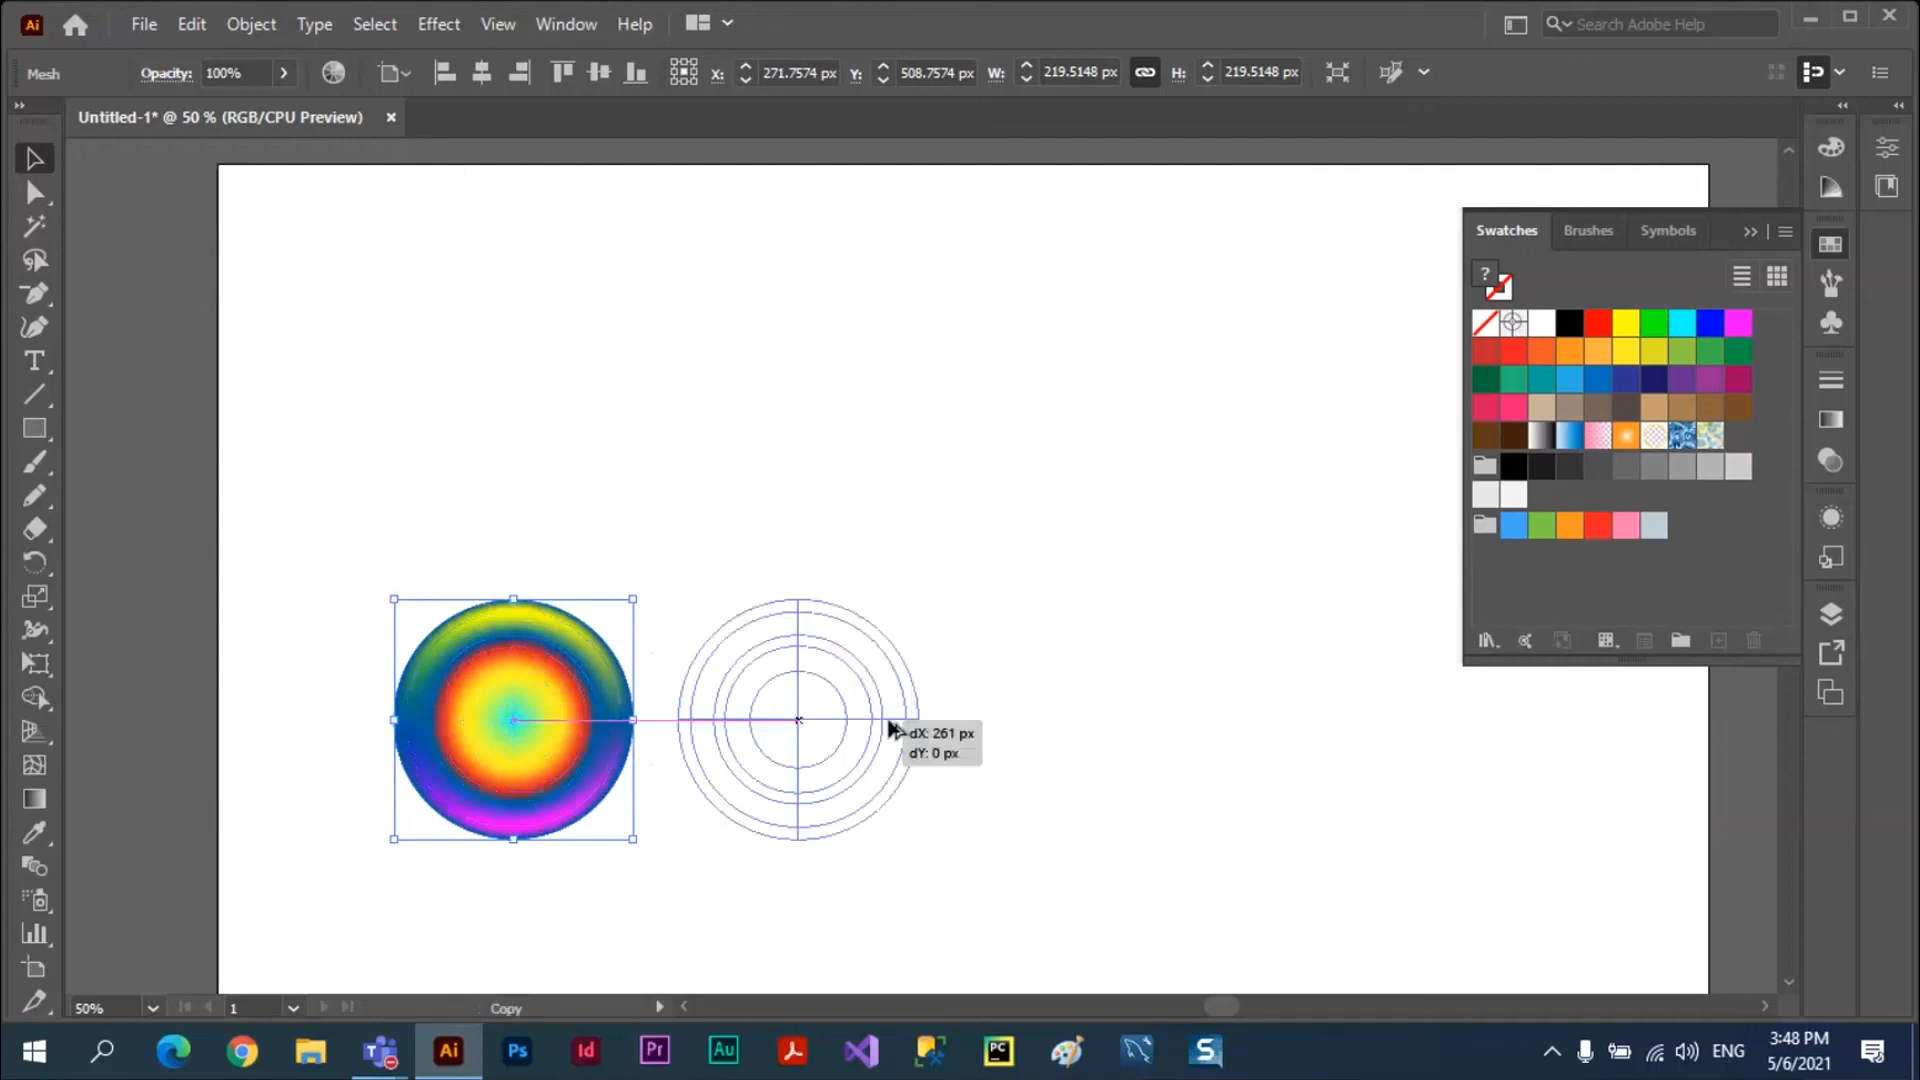 Ai File Edit Object Type Select Effect View Window Help Search Adobe Help
Mesh Opacity: 100% X: 271.7574 px Y: 508.7574 px W: 219.5148 px H: 219.5148 px
Untitled-1* @ 50 % (RGB/CPU Preview) ×
Swatches Brushes Symbols
?
T
dX: 261 px
dY: 0 px
50% 1 Copy
Ai Ps Id Pr Au PC S ENG 3:48 PM
5/6/2021